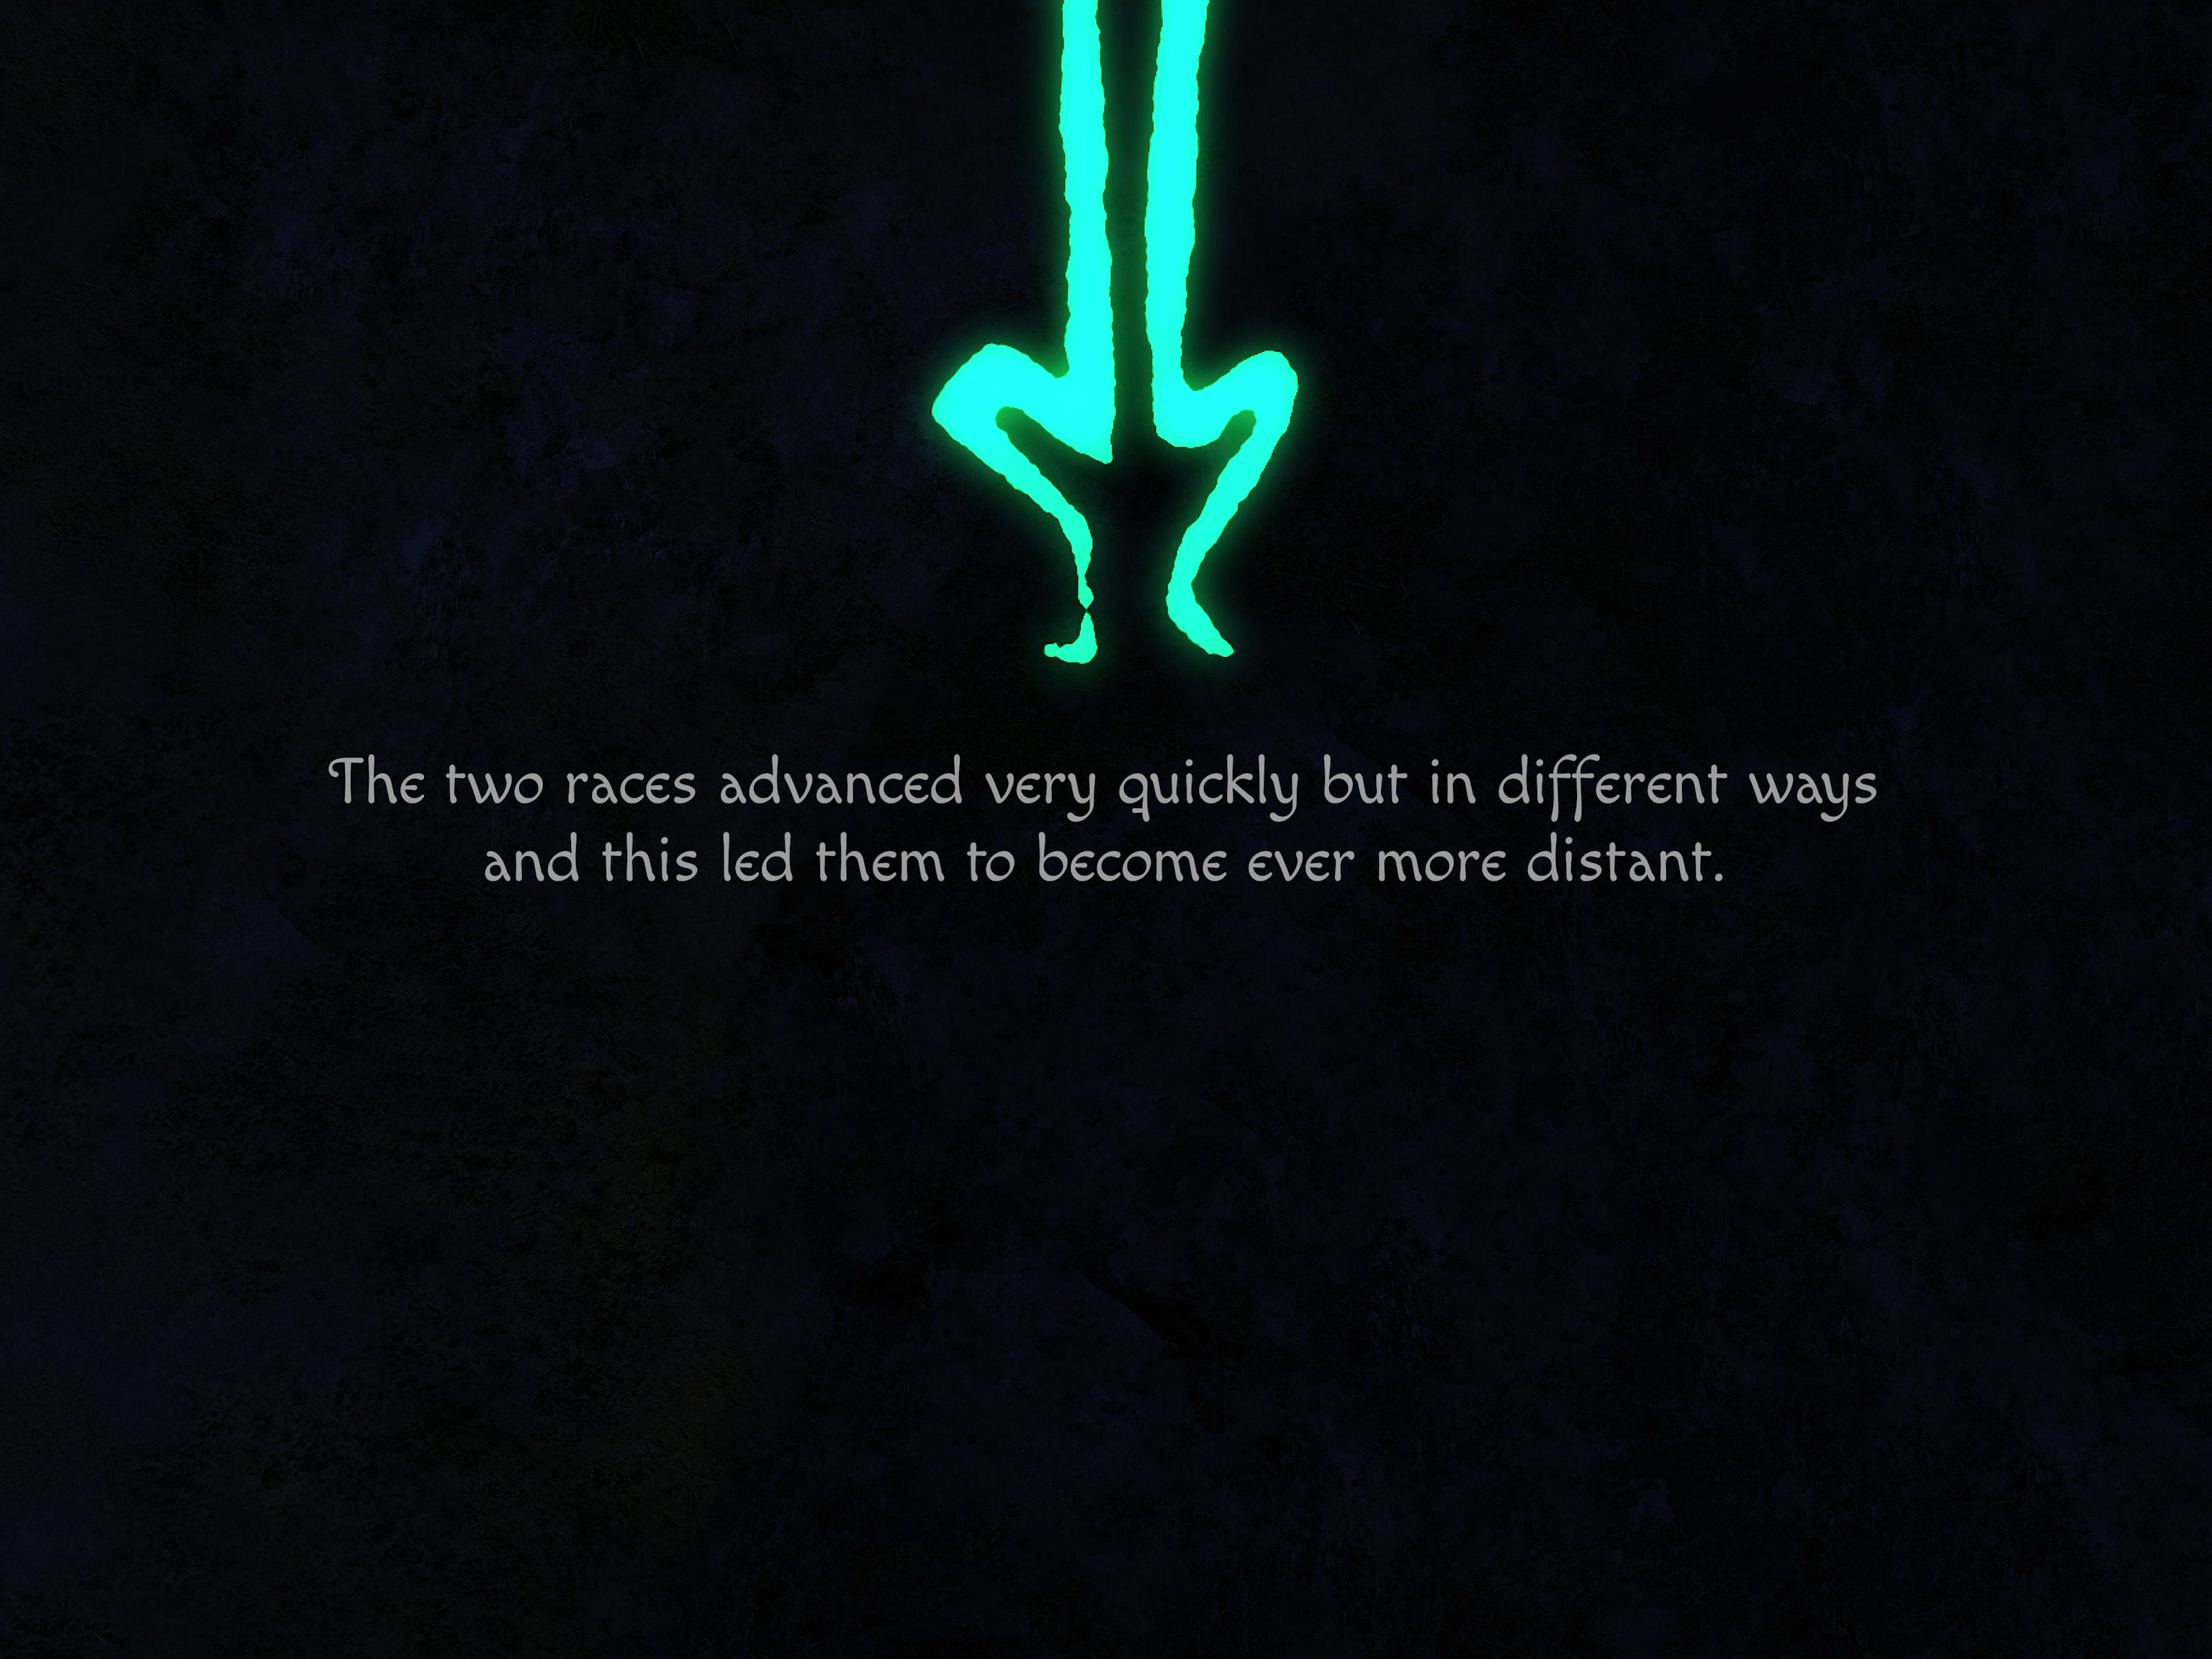 The two races advanced very quickly but in different ways
and this led them to become ever more distant.